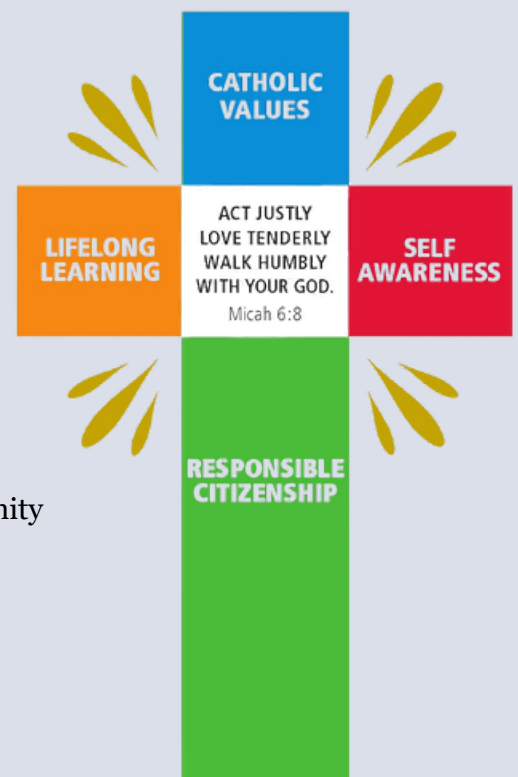 CATHOLIC
VALUES
LIFELONG
LEARNING
ACT JUSTLY
LOVE TENDERLY
WALK HUMBLY
WITH YOUR GOD.
Micah 6:8
SELF
AWARENESS
RESPONSIBLE
CITIZENSHIP
nity